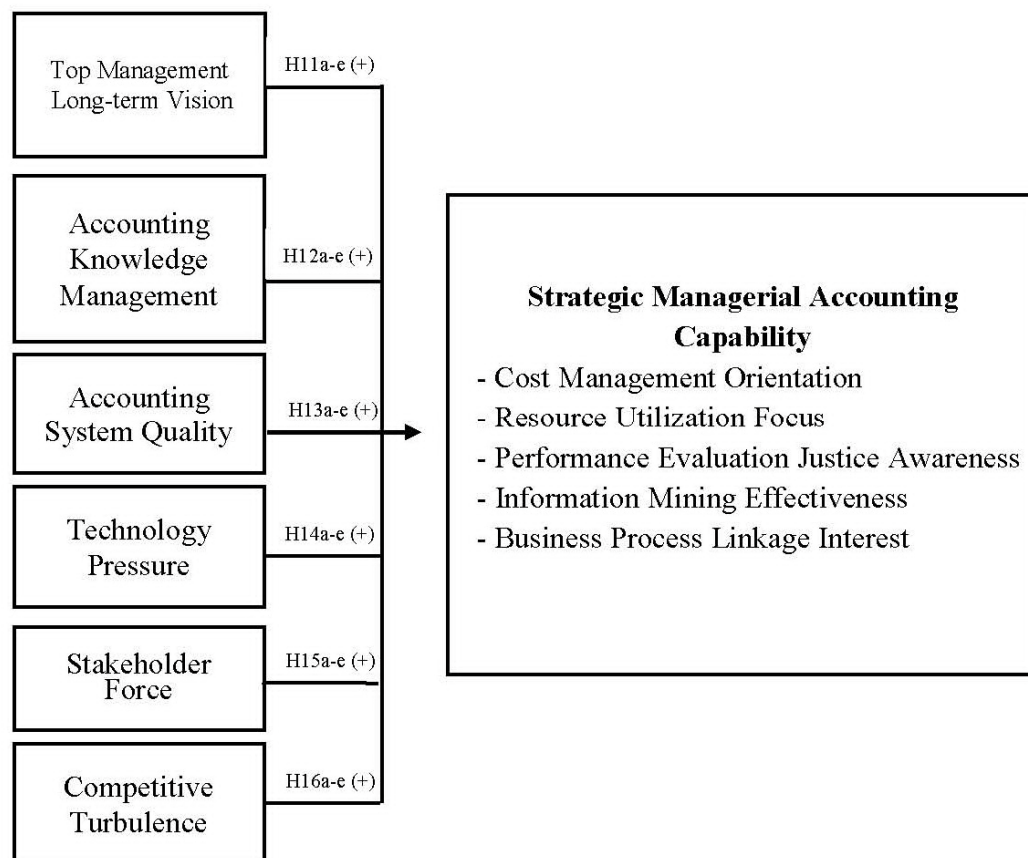 Top Management
Long-term Vision
H11a-e (+)
Accounting
Knowledge
Management
H12a-e (+)
Accounting
System Quality
H13a-e (+)
Technology
Pressure
H14a-e (+)
Stakeholder
Force
H15a-e (+)
Competitive
Turbulence
H16a-e (+)
Strategic Managerial Accounting
Capability
- Cost Management Orientation
- Resource Utilization Focus
- Performance Evaluation Justice Awareness
- Information Mining Effectiveness
- Business Process Linkage Interest